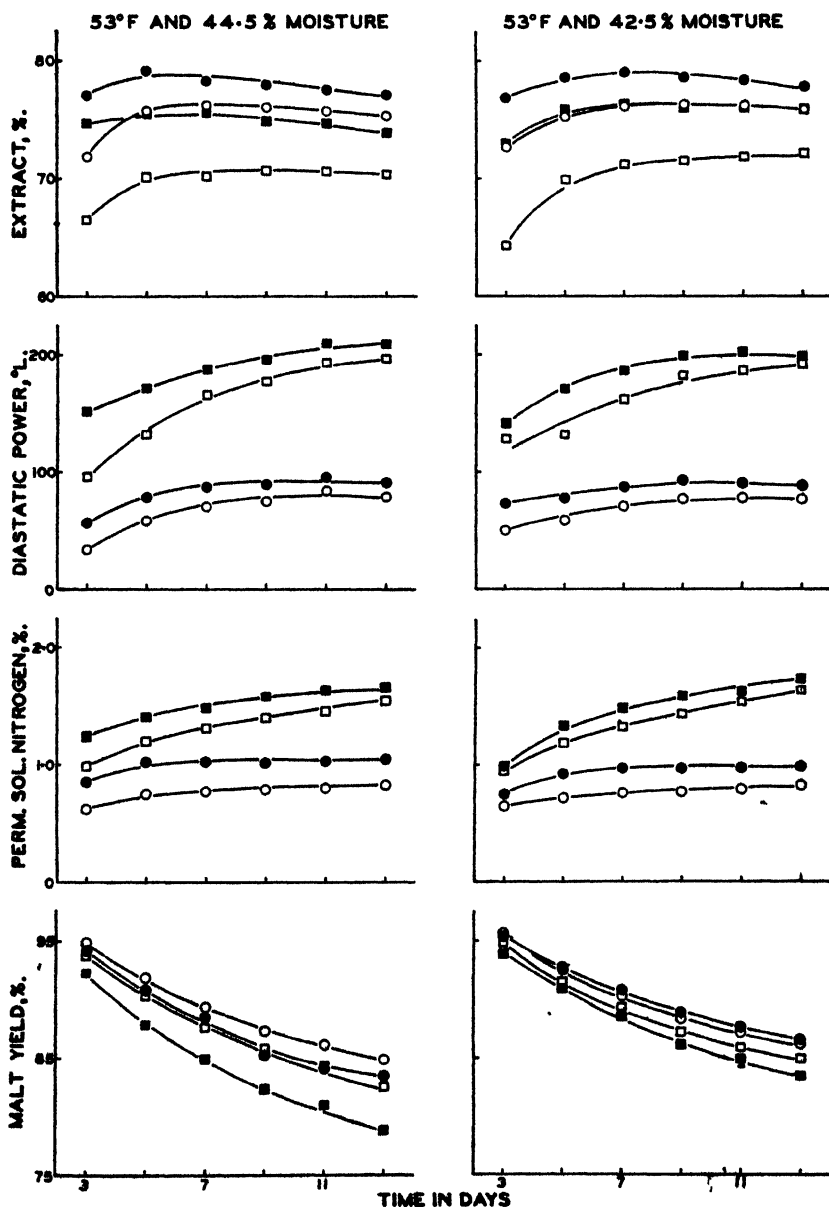 53°F AND 44·5% MOISTURE
53°F AND 42·5% MOISTURE
EXTRACT, %.
80
70
60
DIASTATIC POWER, °L.
200
100
0
PERM. SOL. NITROGEN, %.
2·0
1·0
0
MALT YIELD, %.
95
85
75
3 7 11
3 7 11
TIME IN DAYS